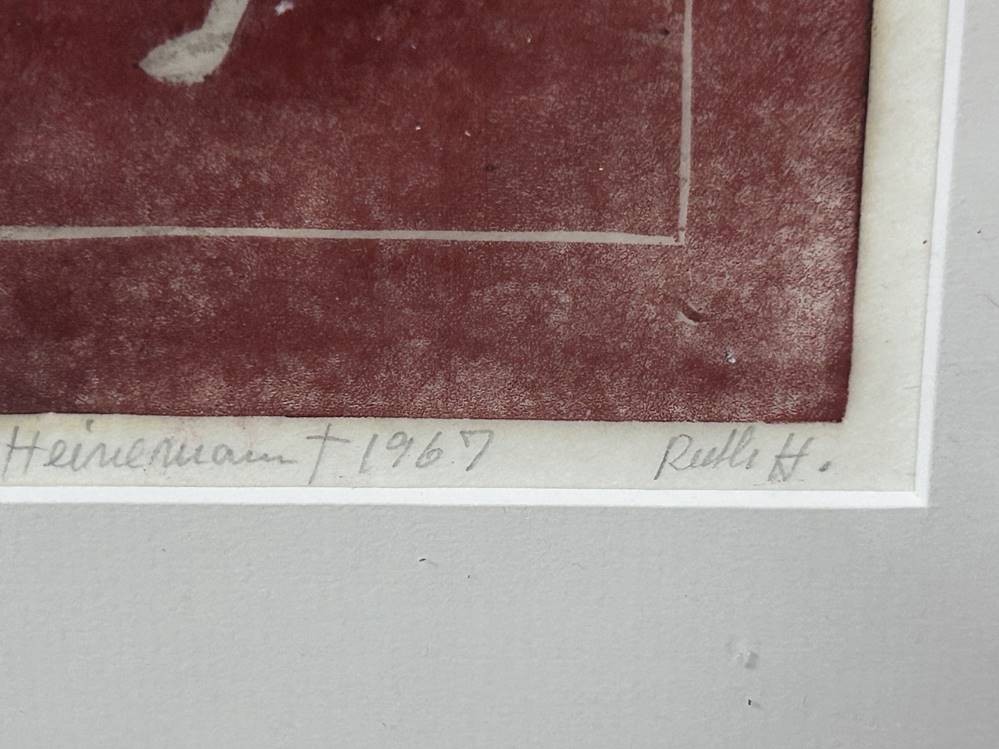 Heinemann † 1967 Ruth H.